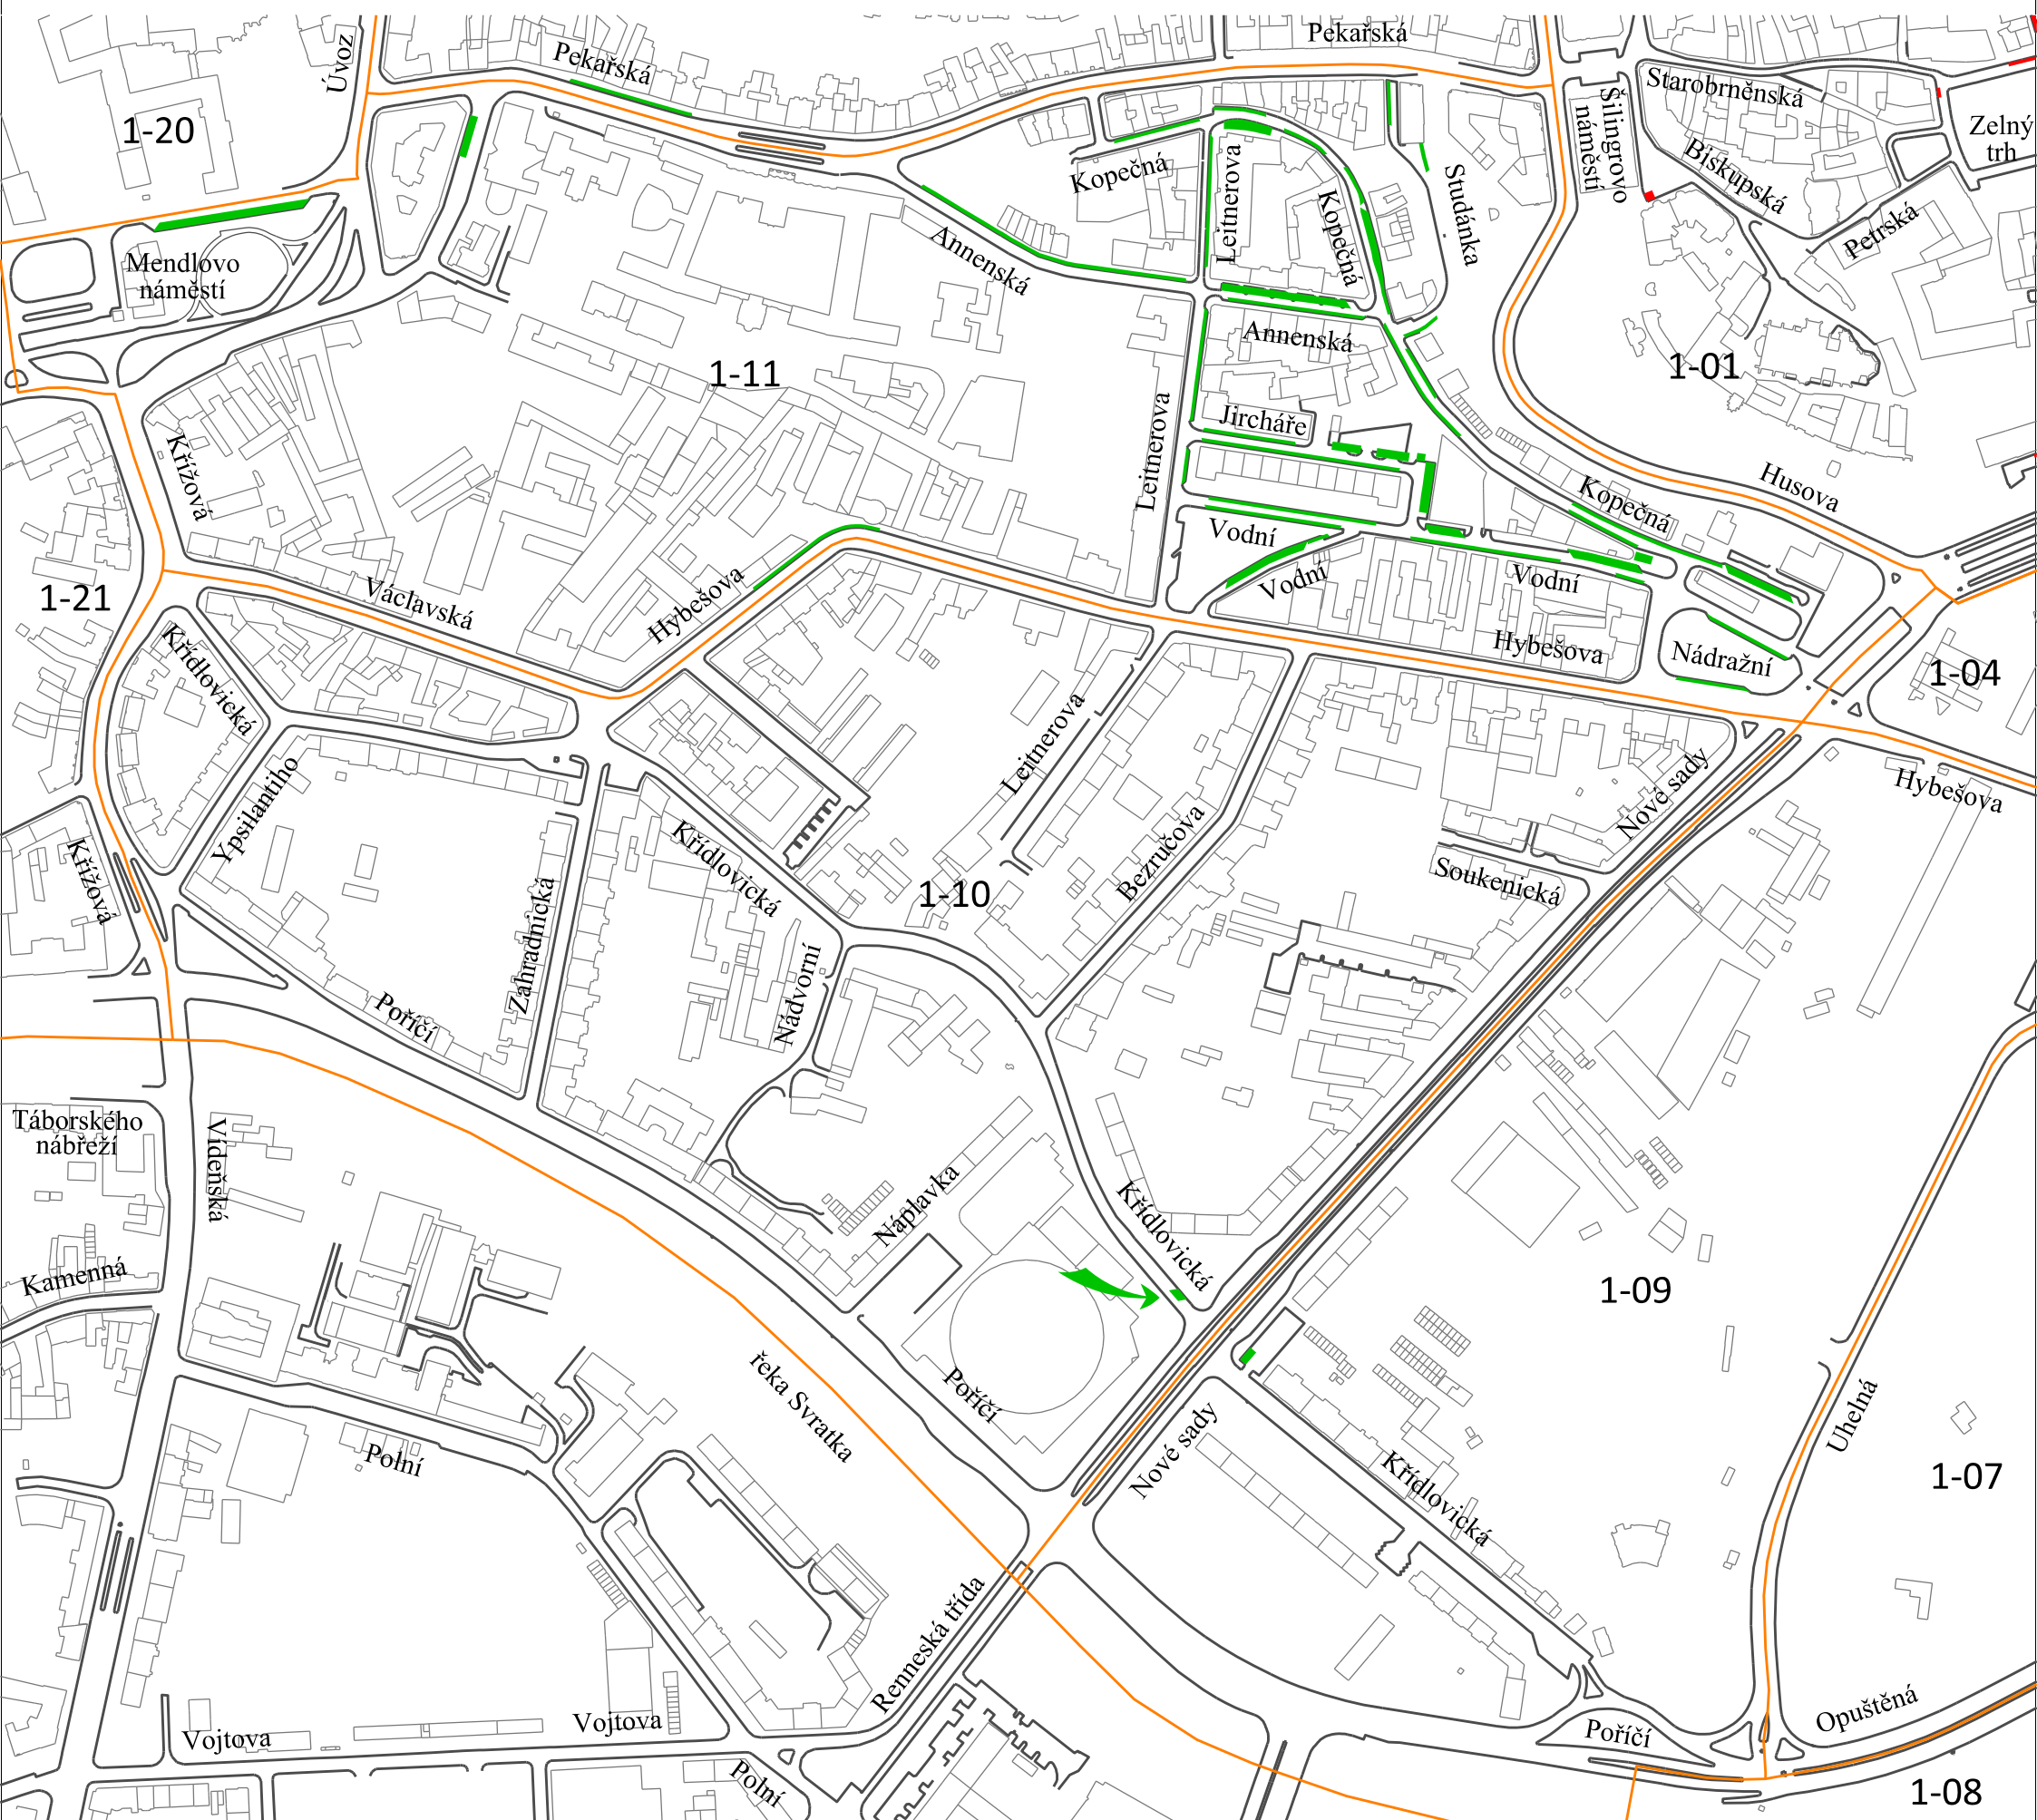 Pekařská
Úvoz
Pekařská
Starobrněnská
Šilingrovo
náměstí
1-20
Zelný
trh
Biskupská
Kopečná
Leitnerova
Studánka
Kopečná
Petrská
Annenská
Mendlovo
náměstí
Annenská
1-11
1-01
Jircháře
Leitnerova
Křížová
Husova
Kopečná
Vodní
Vodní
Vodní
1-21
Václavská
Hybešova
Křídlovická
Hybešova
Nádražní
1-04
Leitnerova
Nové sady
Hybešova
Ypsilantiho
Křížová
Křídlovická
Bezručova
Soukenická
1-10
Zahradnická
Nádvorní
Poříčí
Táborského
nábřeží
Vídeňská
Náplavka
Křídlovická
Kamenná
1-09
řeka Svratka
Poříčí
Uhelná
Nové sady
Polní
Křídlovická
1-07
Renneská třída
Vojtova
Vojtova
Opuštěná
Poříčí
Polní
1-08